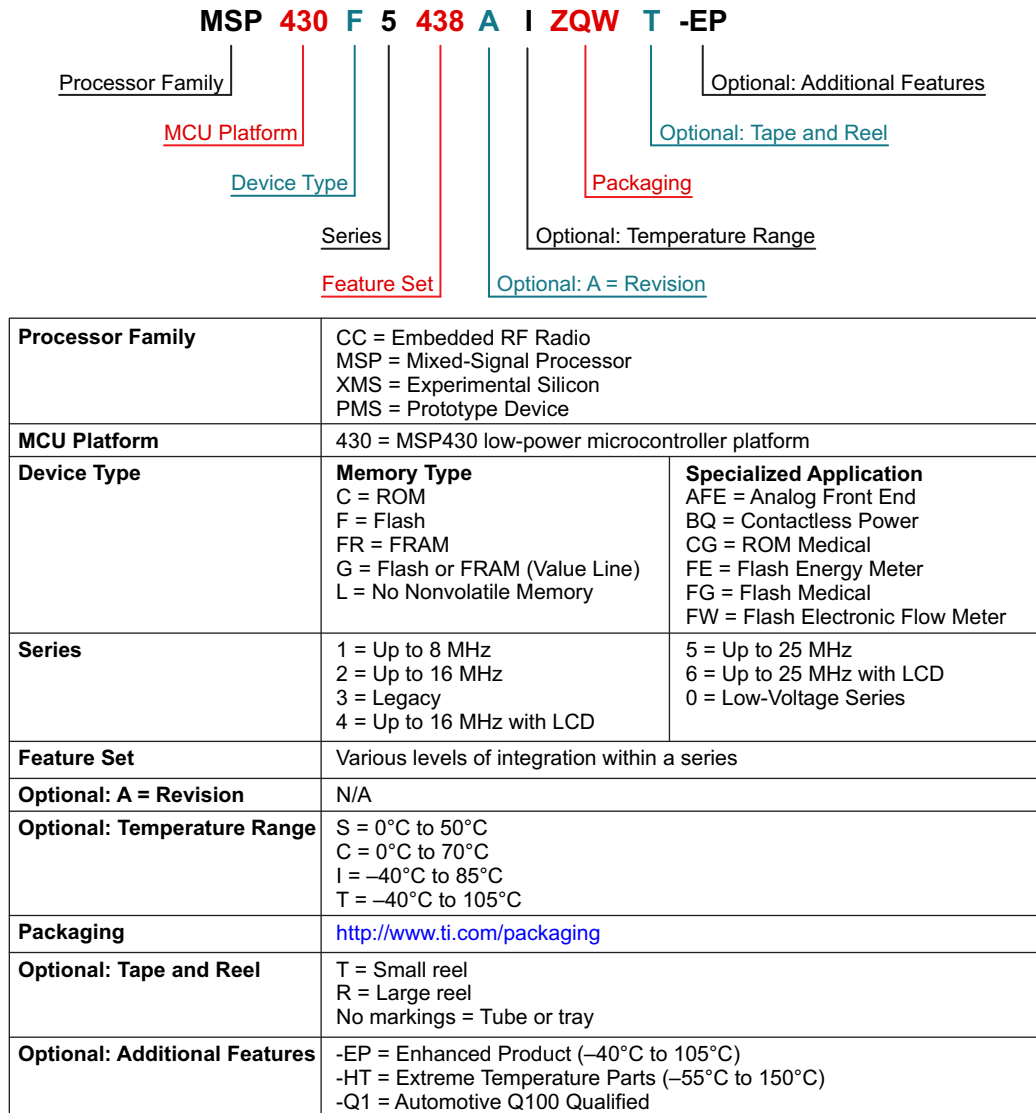 MSP 430 F 5 438 A I ZQW T -EP
Processor Family
Optional: Additional Features
MCU Platform
Optional: Tape and Reel
Device Type
Packaging
Series
Optional: Temperature Range
Feature Set
Optional: A = Revision
Processor Family
CC = Embedded RF Radio
MSP = Mixed-Signal Processor
XMS = Experimental Silicon
PMS = Prototype Device
MCU Platform
430 = MSP430 low-power microcontroller platform
Device Type
Memory Type
C = ROM
F = Flash
FR = FRAM
G = Flash or FRAM (Value Line)
L = No Nonvolatile Memory
Specialized Application
AFE = Analog Front End
BQ = Contactless Power
CG = ROM Medical
FE = Flash Energy Meter
FG = Flash Medical
FW = Flash Electronic Flow Meter
Series
1 = Up to 8 MHz
2 = Up to 16 MHz
3 = Legacy
4 = Up to 16 MHz with LCD
5 = Up to 25 MHz
6 = Up to 25 MHz with LCD
0 = Low-Voltage Series
Feature Set
Various levels of integration within a series
Optional: A = Revision
N/A
Optional: Temperature Range
S = 0°C to 50°C
C = 0°C to 70°C
I = –40°C to 85°C
T = –40°C to 105°C
Packaging
http://www.ti.com/packaging
Optional: Tape and Reel
T = Small reel
R = Large reel
No markings = Tube or tray
Optional: Additional Features
-EP = Enhanced Product (–40°C to 105°C)
-HT = Extreme Temperature Parts (–55°C to 150°C)
-Q1 = Automotive Q100 Qualified